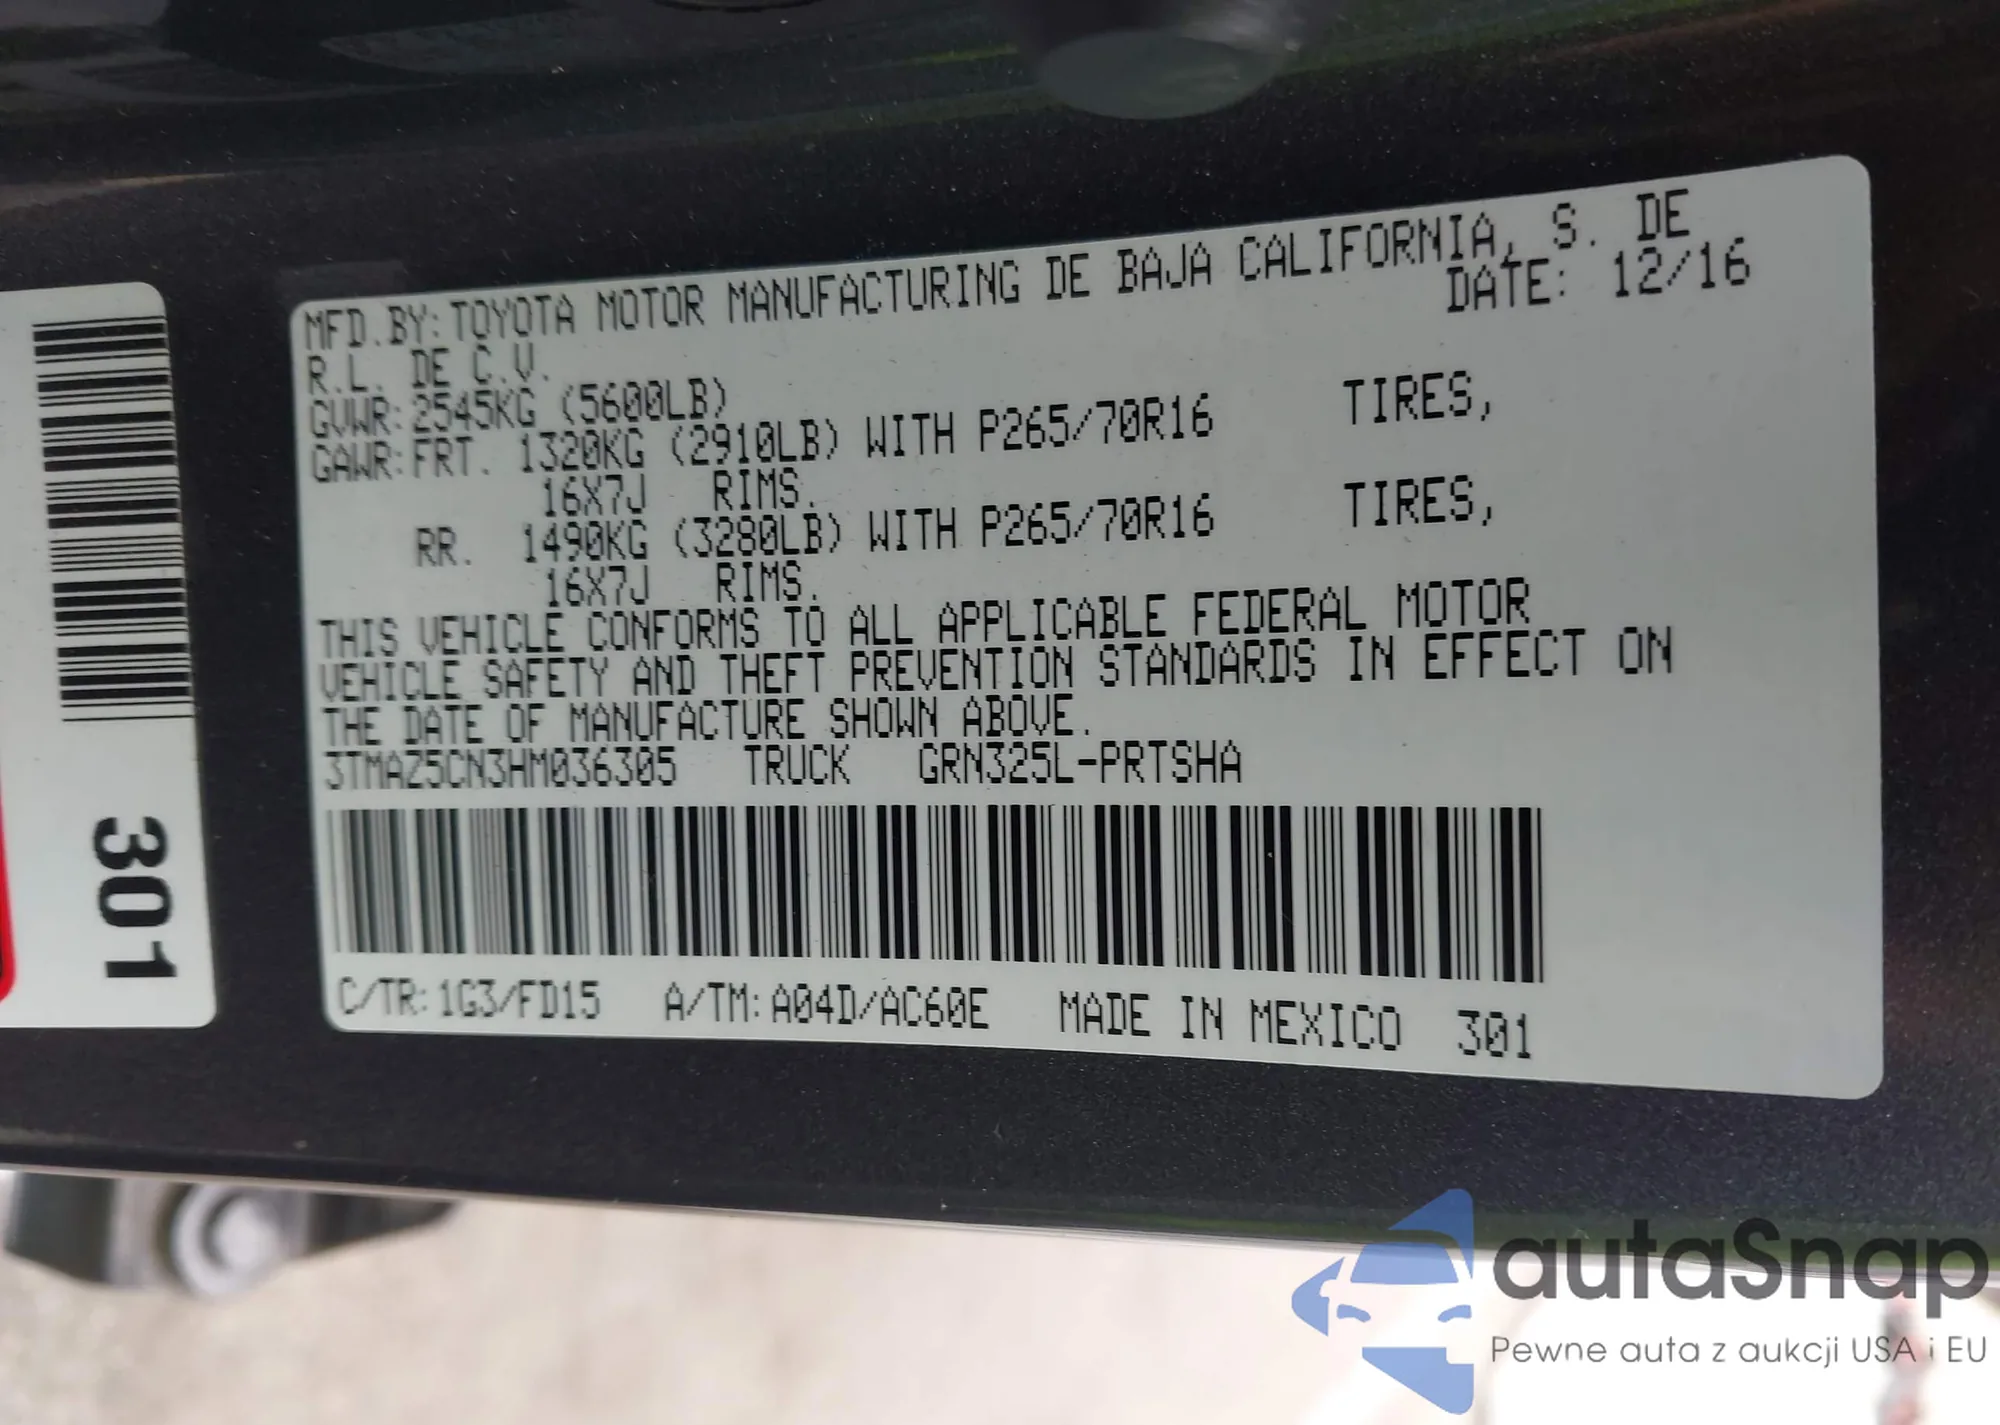 MFD.BY:TOYOTA MOTOR MANUFACTURING DE BAJA CALIFORNIA, S. DE
R.L. DE C.V. DATE: 12/16
GVWR:2545KG (5600LB)
GAWR:FRT. 1320KG (2910LB) WITH P265/70R16 TIRES,
16X7J RIMS.
RR. 1490KG (3280LB) WITH P265/70R16 TIRES,
16X7J RIMS.
THIS VEHICLE CONFORMS TO ALL APPLICABLE FEDERAL MOTOR
VEHICLE SAFETY AND THEFT PREVENTION STANDARDS IN EFFECT ON
THE DATE OF MANUFACTURE SHOWN ABOVE.
3TMAZ5CN3HM036305 TRUCK GRN325L-PRTSHA
C/TR:1G3/FD15 A/TM:A04D/AC60E MADE IN MEXICO 301
301
autaSnap
Pewne auta z aukcji USA i EU